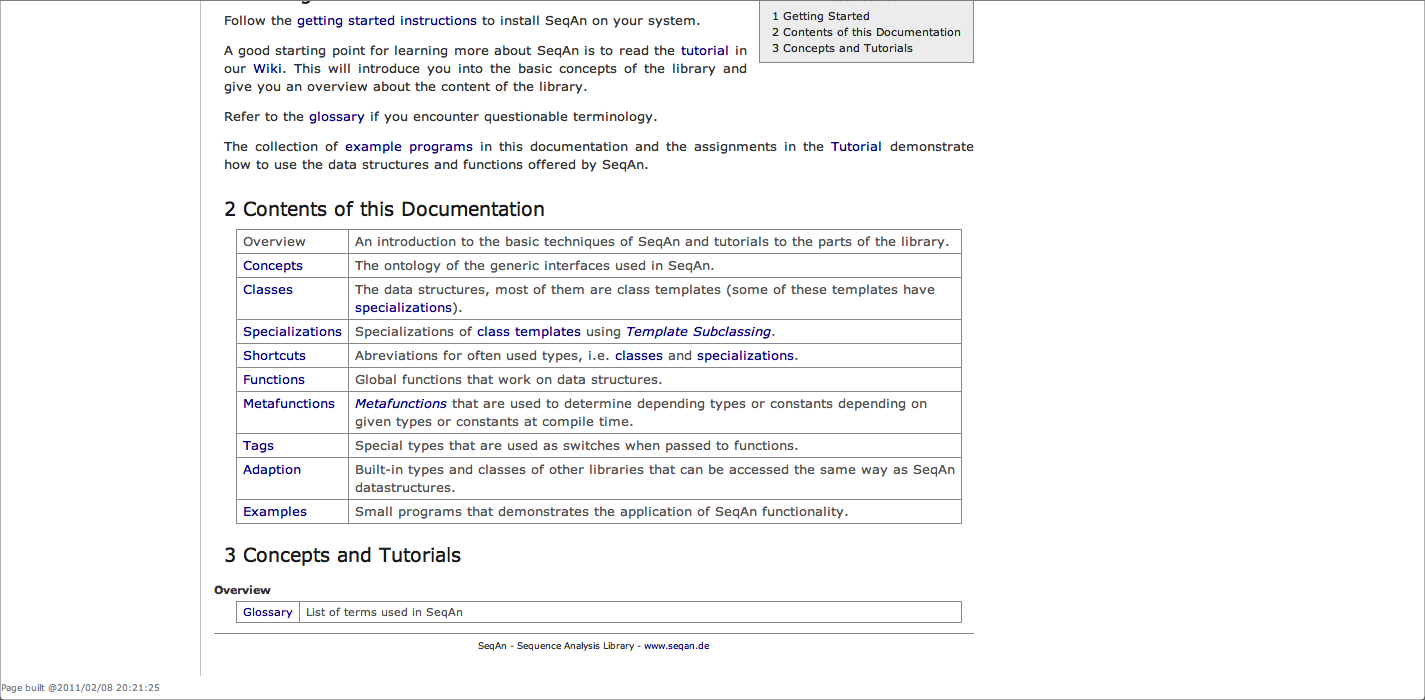 Follow the getting started instructions to install SeqAn on your system.
1 Getting Started
2 Contents of this Documentation
3 Concepts and Tutorials
A good starting point for learning more about SeqAn is to read the tutorial in
our Wiki. This will introduce you into the basic concepts of the library and
give you an overview about the content of the library.
Refer to the glossary if you encounter questionable terminology.
The collection of example programs in this documentation and the assignments in the Tutorial demonstrate
how to use the data structures and functions offered by SeqAn.
2 Contents of this Documentation
Overview An introduction to the basic techniques of SeqAn and tutorials to the parts of the library.
Concepts The ontology of the generic interfaces used in SeqAn.
Classes The data structures, most of them are class templates (some of these templates have
specializations).
Specializations Specializations of class templates using Template Subclassing.
Shortcuts Abreviations for often used types, i.e. classes and specializations.
Functions Global functions that work on data structures.
Metafunctions Metafunctions that are used to determine depending types or constants depending on
given types or constants at compile time.
Tags Special types that are used as switches when passed to functions.
Adaption Built-in types and classes of other libraries that can be accessed the same way as SeqAn
datastructures.
Examples Small programs that demonstrates the application of SeqAn functionality.
3 Concepts and Tutorials
Overview
Glossary List of terms used in SeqAn
SeqAn - Sequence Analysis Library - www.seqan.de
Page built @2011/02/08 20:21:25